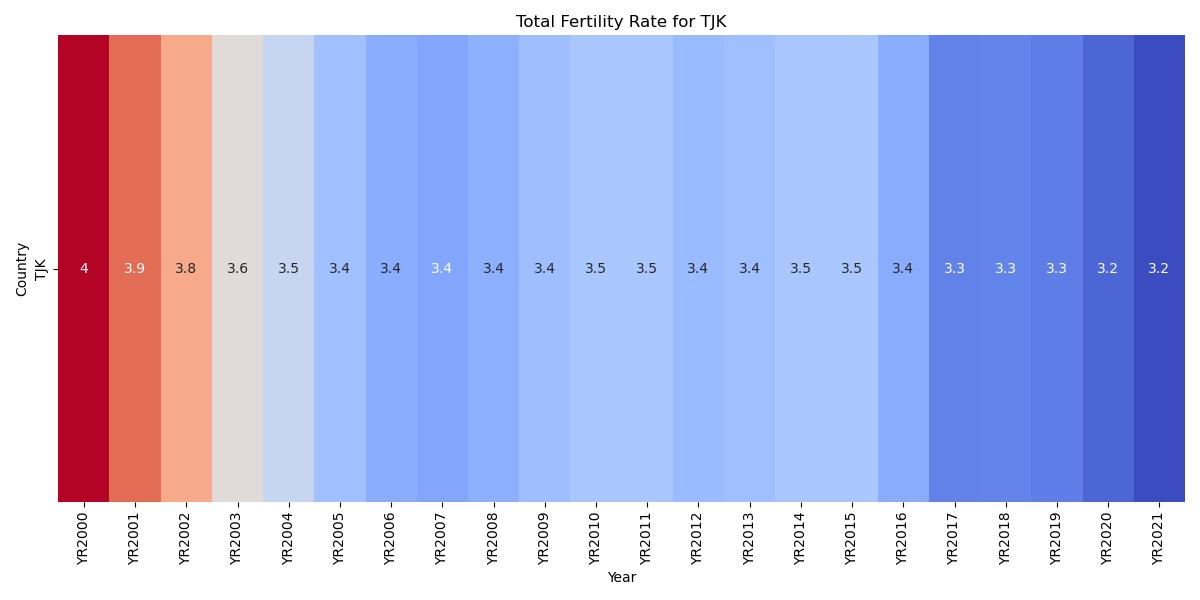 Total Fertility Rate for TJK
Country
TJK
4 3.9 3.8 3.6 3.5 3.4 3.4 3.4 3.4 3.4 3.5 3.5 3.4 3.4 3.5 3.5 3.4 3.3 3.3 3.3 3.2 3.2
YR2000 YR2001 YR2002 YR2003 YR2004 YR2005 YR2006 YR2007 YR2008 YR2009 YR2010 YR2011 YR2012 YR2013 YR2014 YR2015 YR2016 YR2017 YR2018 YR2019 YR2020 YR2021
Year